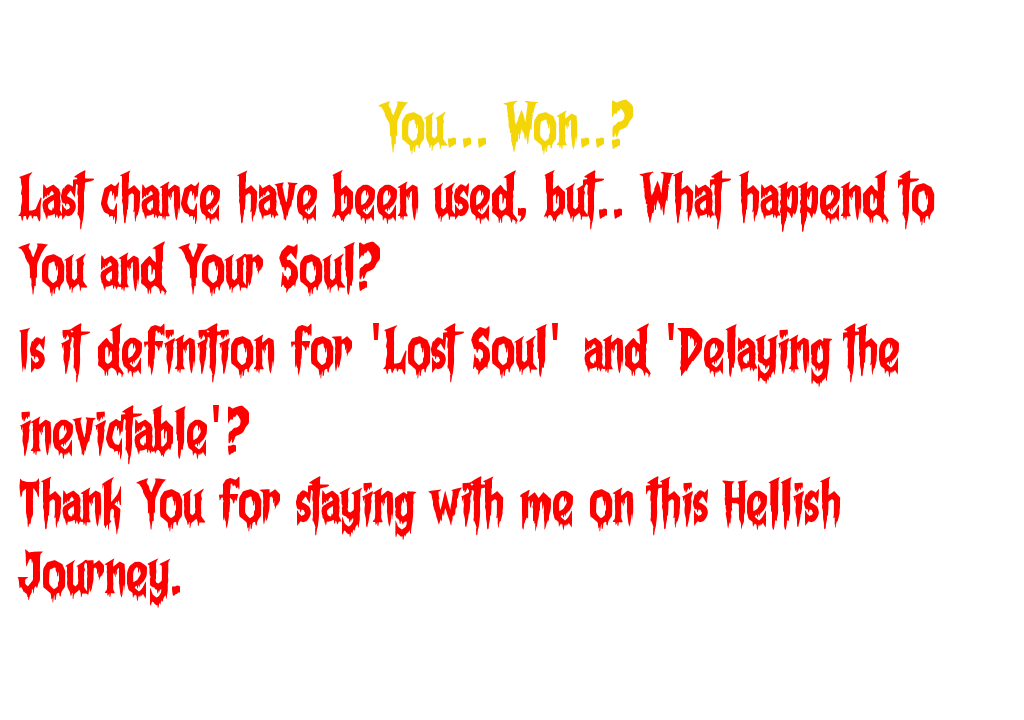 You... Won..?
Last chance have been used, but.. What happend to
You and Your Soul?
Is it definition for 'Lost Soul' and 'Delaying the
inevictable'?
Thank You for staying with me on this Hellish
Journey.